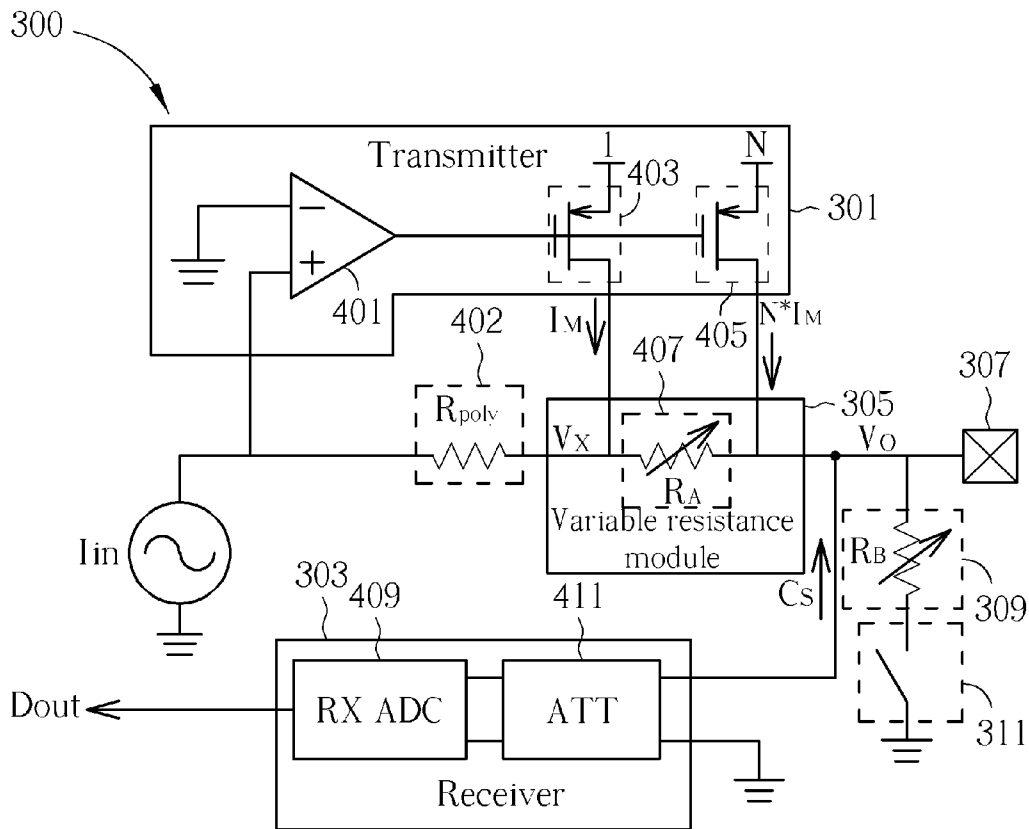 300
Transmitter
1
N
403
301
−
+
401
IM
405
N*IM
402
407
305
307
Rpoly
VX
VO
RA
Variable resistance
module
RB
Iin
303
409
411
CS
309
Dout
RX ADC
ATT
311
Receiver